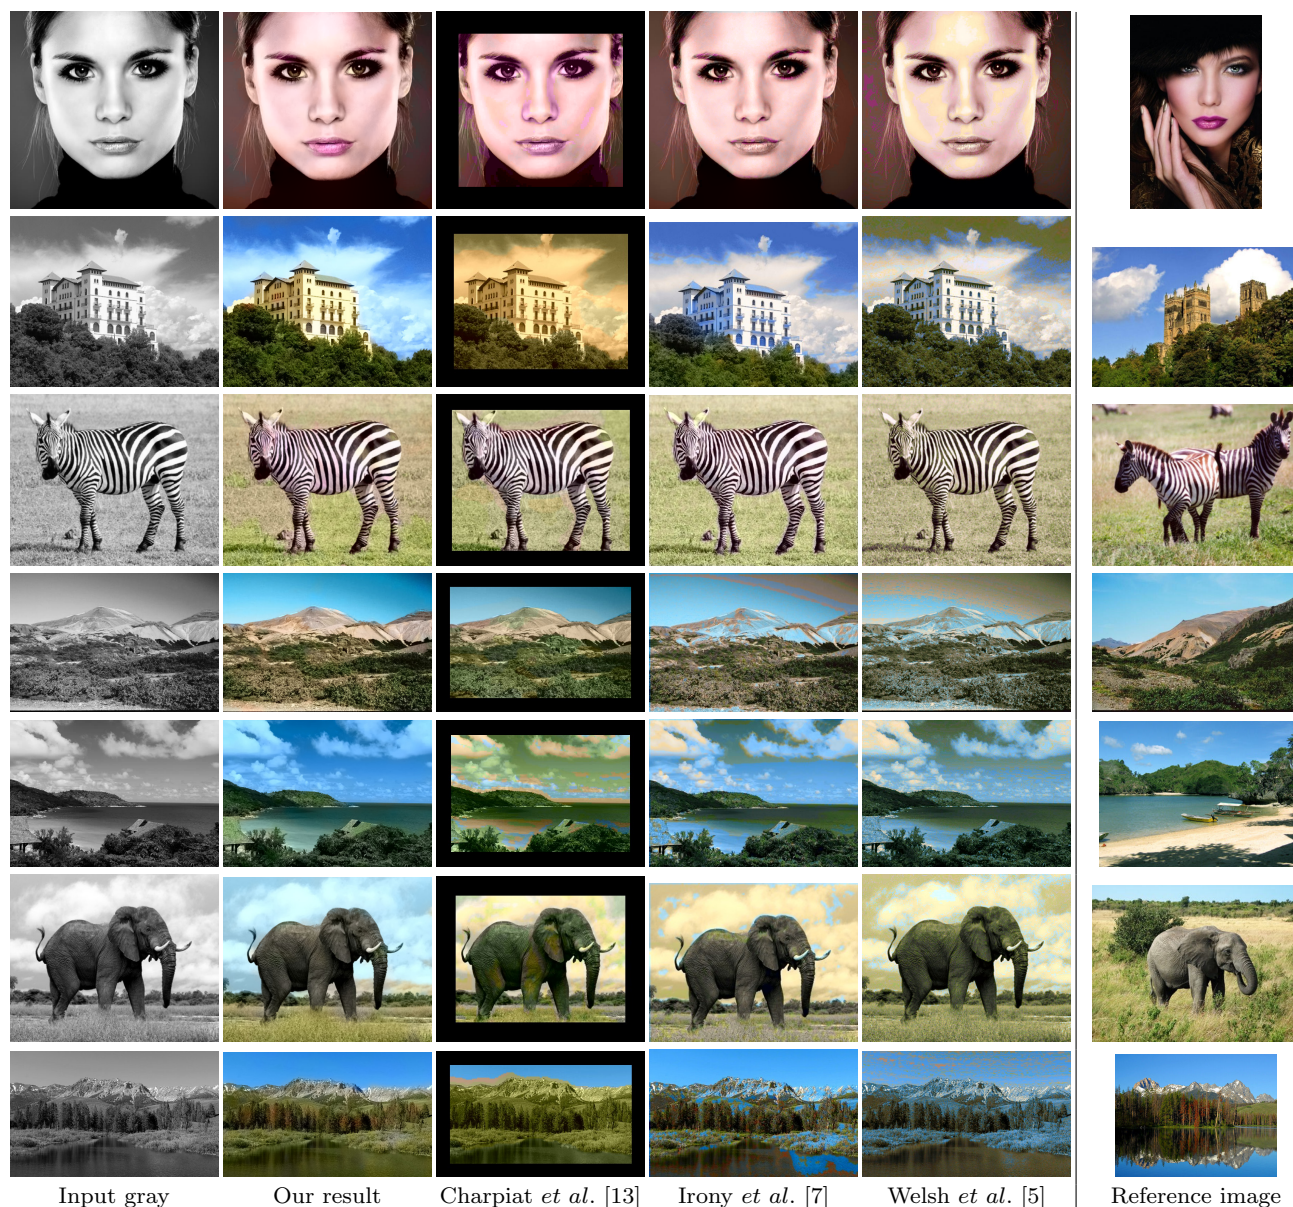 Input gray Our result Charpiat et al. [13] Irony et al. [7] Welsh et al. [5] Reference image